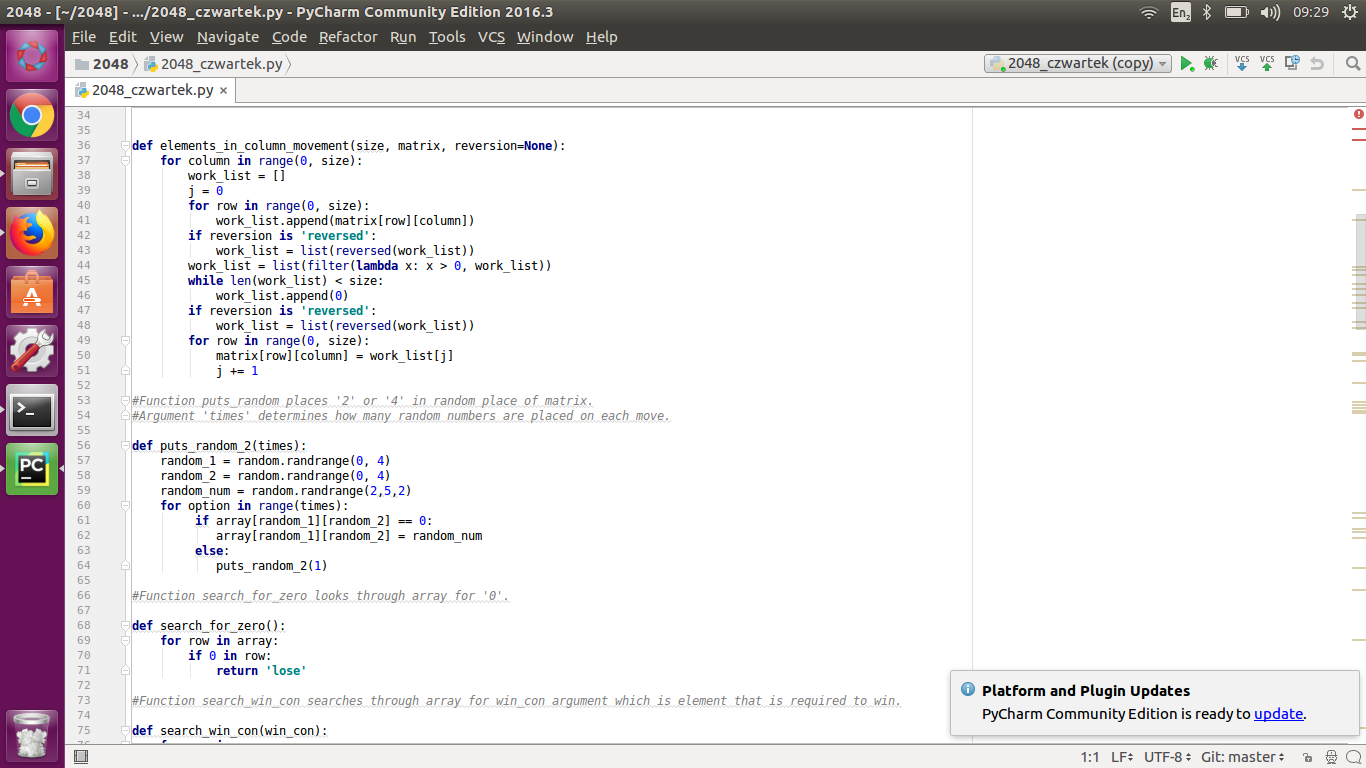 2048 - [~/2048] - .../2048_czwartek.py - PyCharm Community Edition 2016.3
En2 09:29
File Edit View Navigate Code Refactor Run Tools VCS Window Help
2048 2048_czwartek.py 2048_czwartek (copy) VCS VCS
2048_czwartek.py ×
34
35
36 def elements_in_column_movement(size, matrix, reversion=None):
37 for column in range(0, size):
38 work_list = []
39 j = 0
40 for row in range(0, size):
41 work_list.append(matrix[row][column])
42 if reversion is 'reversed':
43 work_list = list(reversed(work_list))
44 work_list = list(filter(lambda x: x > 0, work_list))
45 while len(work_list) < size:
46 work_list.append(0)
47 if reversion is 'reversed':
48 work_list = list(reversed(work_list))
49 for row in range(0, size):
50 matrix[row][column] = work_list[j]
51 j += 1
52
53 #Function puts_random places '2' or '4' in random place of matrix.
54 #Argument 'times' determines how many random numbers are placed on each move.
55
56 def puts_random_2(times):
57 random_1 = random.randrange(0, 4)
58 random_2 = random.randrange(0, 4)
59 random_num = random.randrange(2,5,2)
60 for option in range(times):
61 if array[random_1][random_2] == 0:
62 array[random_1][random_2] = random_num
63 else:
64 puts_random_2(1)
65
66 #Function search_for_zero looks through array for '0'.
67
68 def search_for_zero():
69 for row in array:
70 if 0 in row:
71 return 'lose'
72
73 #Function search_win_con searches through array for win_con argument which is element that is required to win.
74
75 def search_win_con(win_con):
PC
Platform and Plugin Updates
PyCharm Community Edition is ready to update.
1:1 LF UTF-8 Git: master